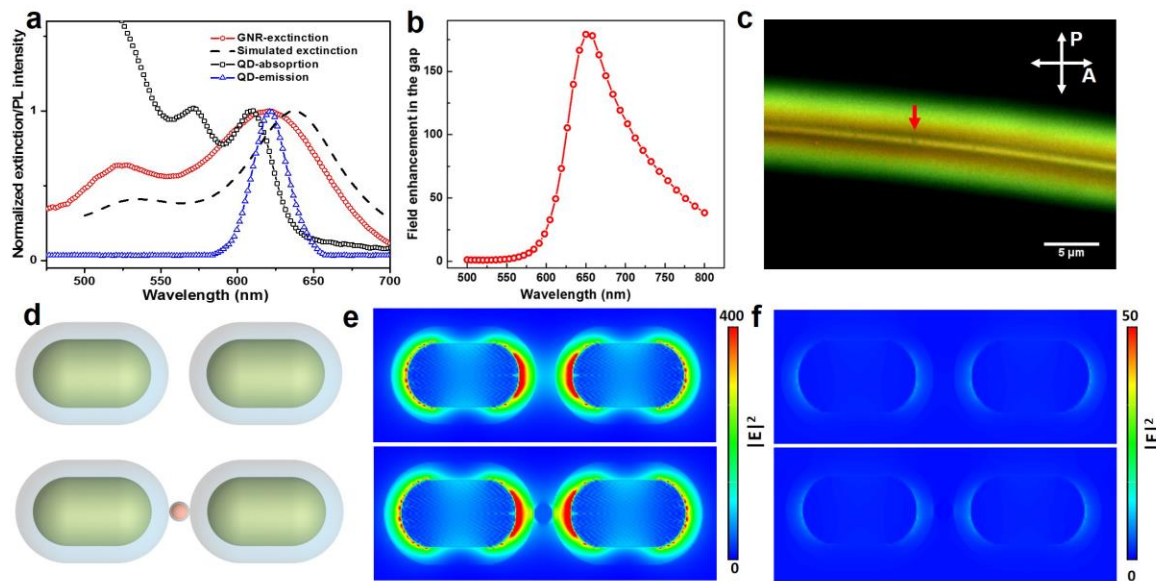 a
GNR-exctinction
Simulated exctinction
QD-absoprtion
QD-emission
Normalized exctinction/PL intensity
1
0
500
550
600
650
700
Wavelength (nm)
b
Field enhancement in the gap
150
100
50
0
500
550
600
650
700
750
800
Wavelength (nm)
c
P
A
5 µm
d
e
400
0
|E|²
f
50
0
|E|²